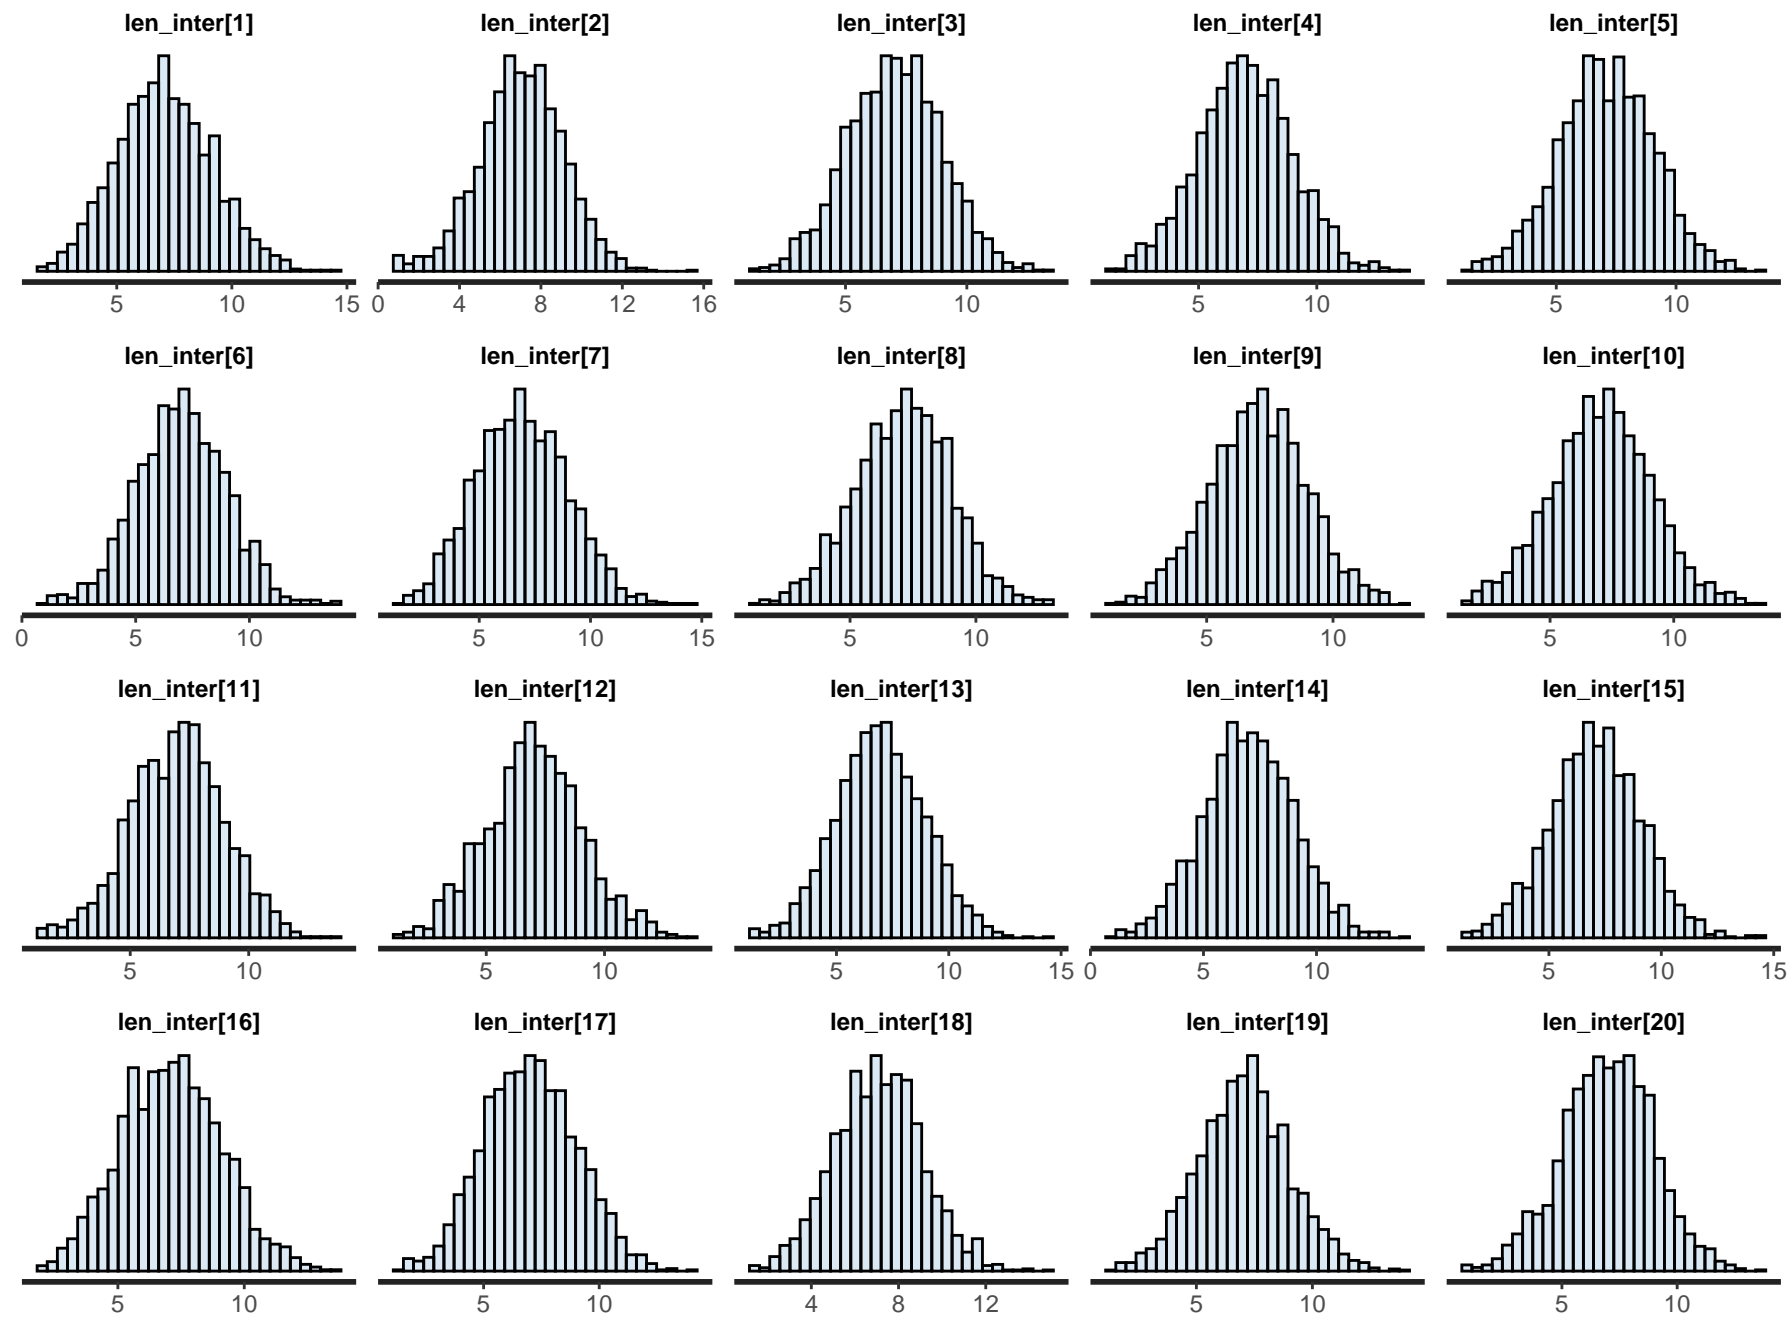 len_inter[1] len_inter[2] len_inter[3] len_inter[4] len_inter[5]
5 10 15 0 4 8 12 16 5 10 5 10 5 10
len_inter[6] len_inter[7] len_inter[8] len_inter[9] len_inter[10]
0 5 10 5 10 15 5 10 5 10 5 10
len_inter[11] len_inter[12] len_inter[13] len_inter[14] len_inter[15]
5 10 5 10 5 10 15 0 5 10 5 10 15
len_inter[16] len_inter[17] len_inter[18] len_inter[19] len_inter[20]
5 10 5 10 4 8 12 5 10 5 10